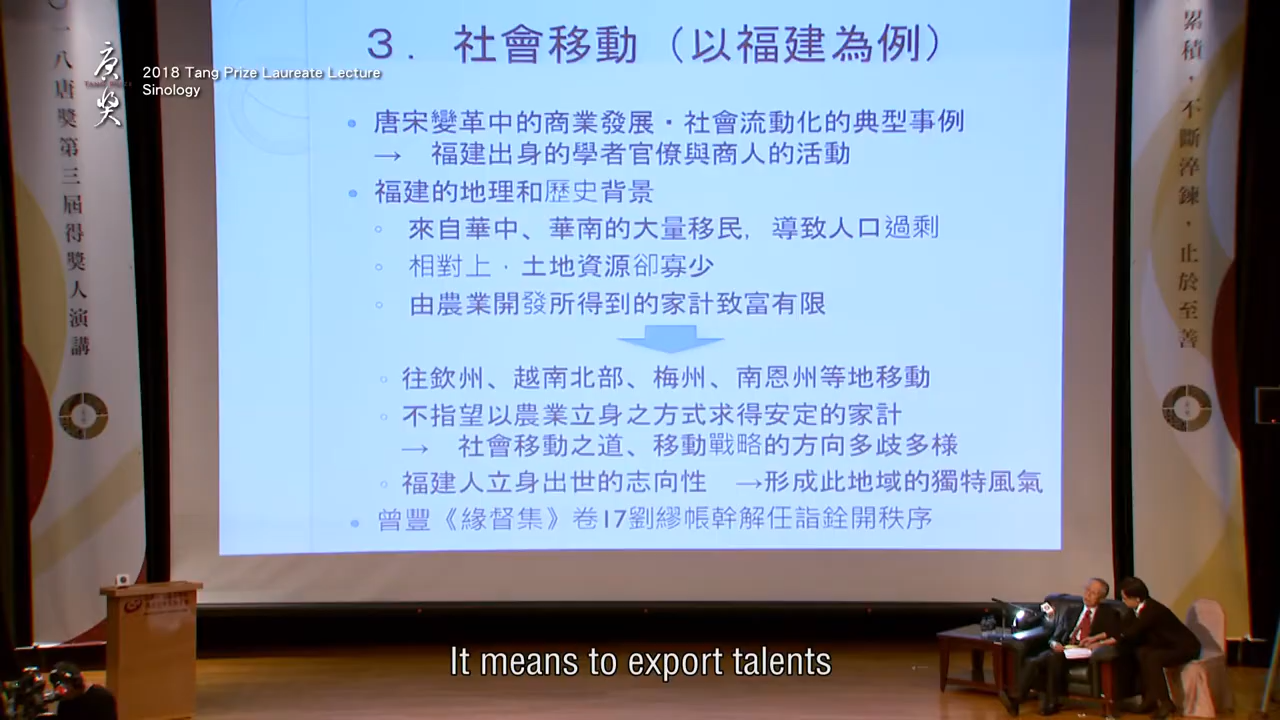 二〇一八唐獎第三屆得獎人演講
唐獎
2018 Tang Prize Laureate Lecture
Sinology
3. 社會移動（以福建為例）
• 唐宋變革中的商業發展・社會流動化的典型事例
→ 福建出身的學者官僚與商人的活動
• 福建的地理和歷史背景
◦ 來自華中、華南的大量移民，導致人口過剩
◦ 相對上，土地資源卻寡少
◦ 由農業開發所得到的家計致富有限
◦ 往欽州、越南北部、梅州、南恩州等地移動
◦ 不指望以農業立身之方式求得安定的家計
→ 社會移動之道、移動戰略的方向多歧多樣
◦ 福建人立身出世的志向性 →形成此地域的獨特風氣
• 曾豐《緣督集》卷17劉繆帳幹解任詣銓開秩序
累積，不斷淬鍊，止於至善
It means to export talents